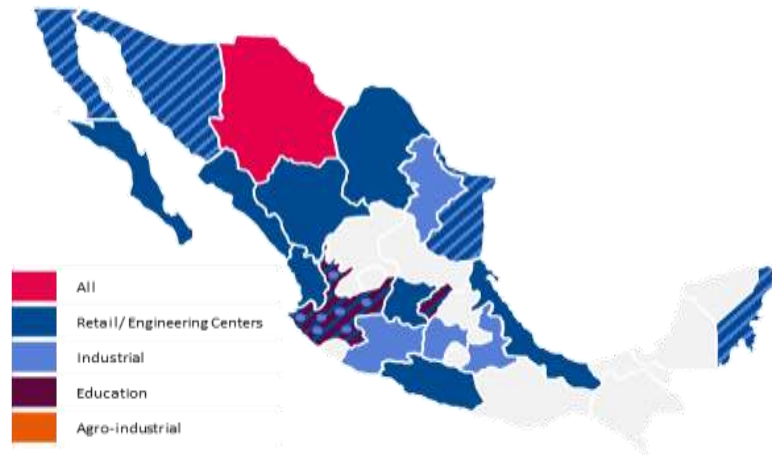 All
Retail/ Engineering Centers
Industrial
Education
Agro-industrial